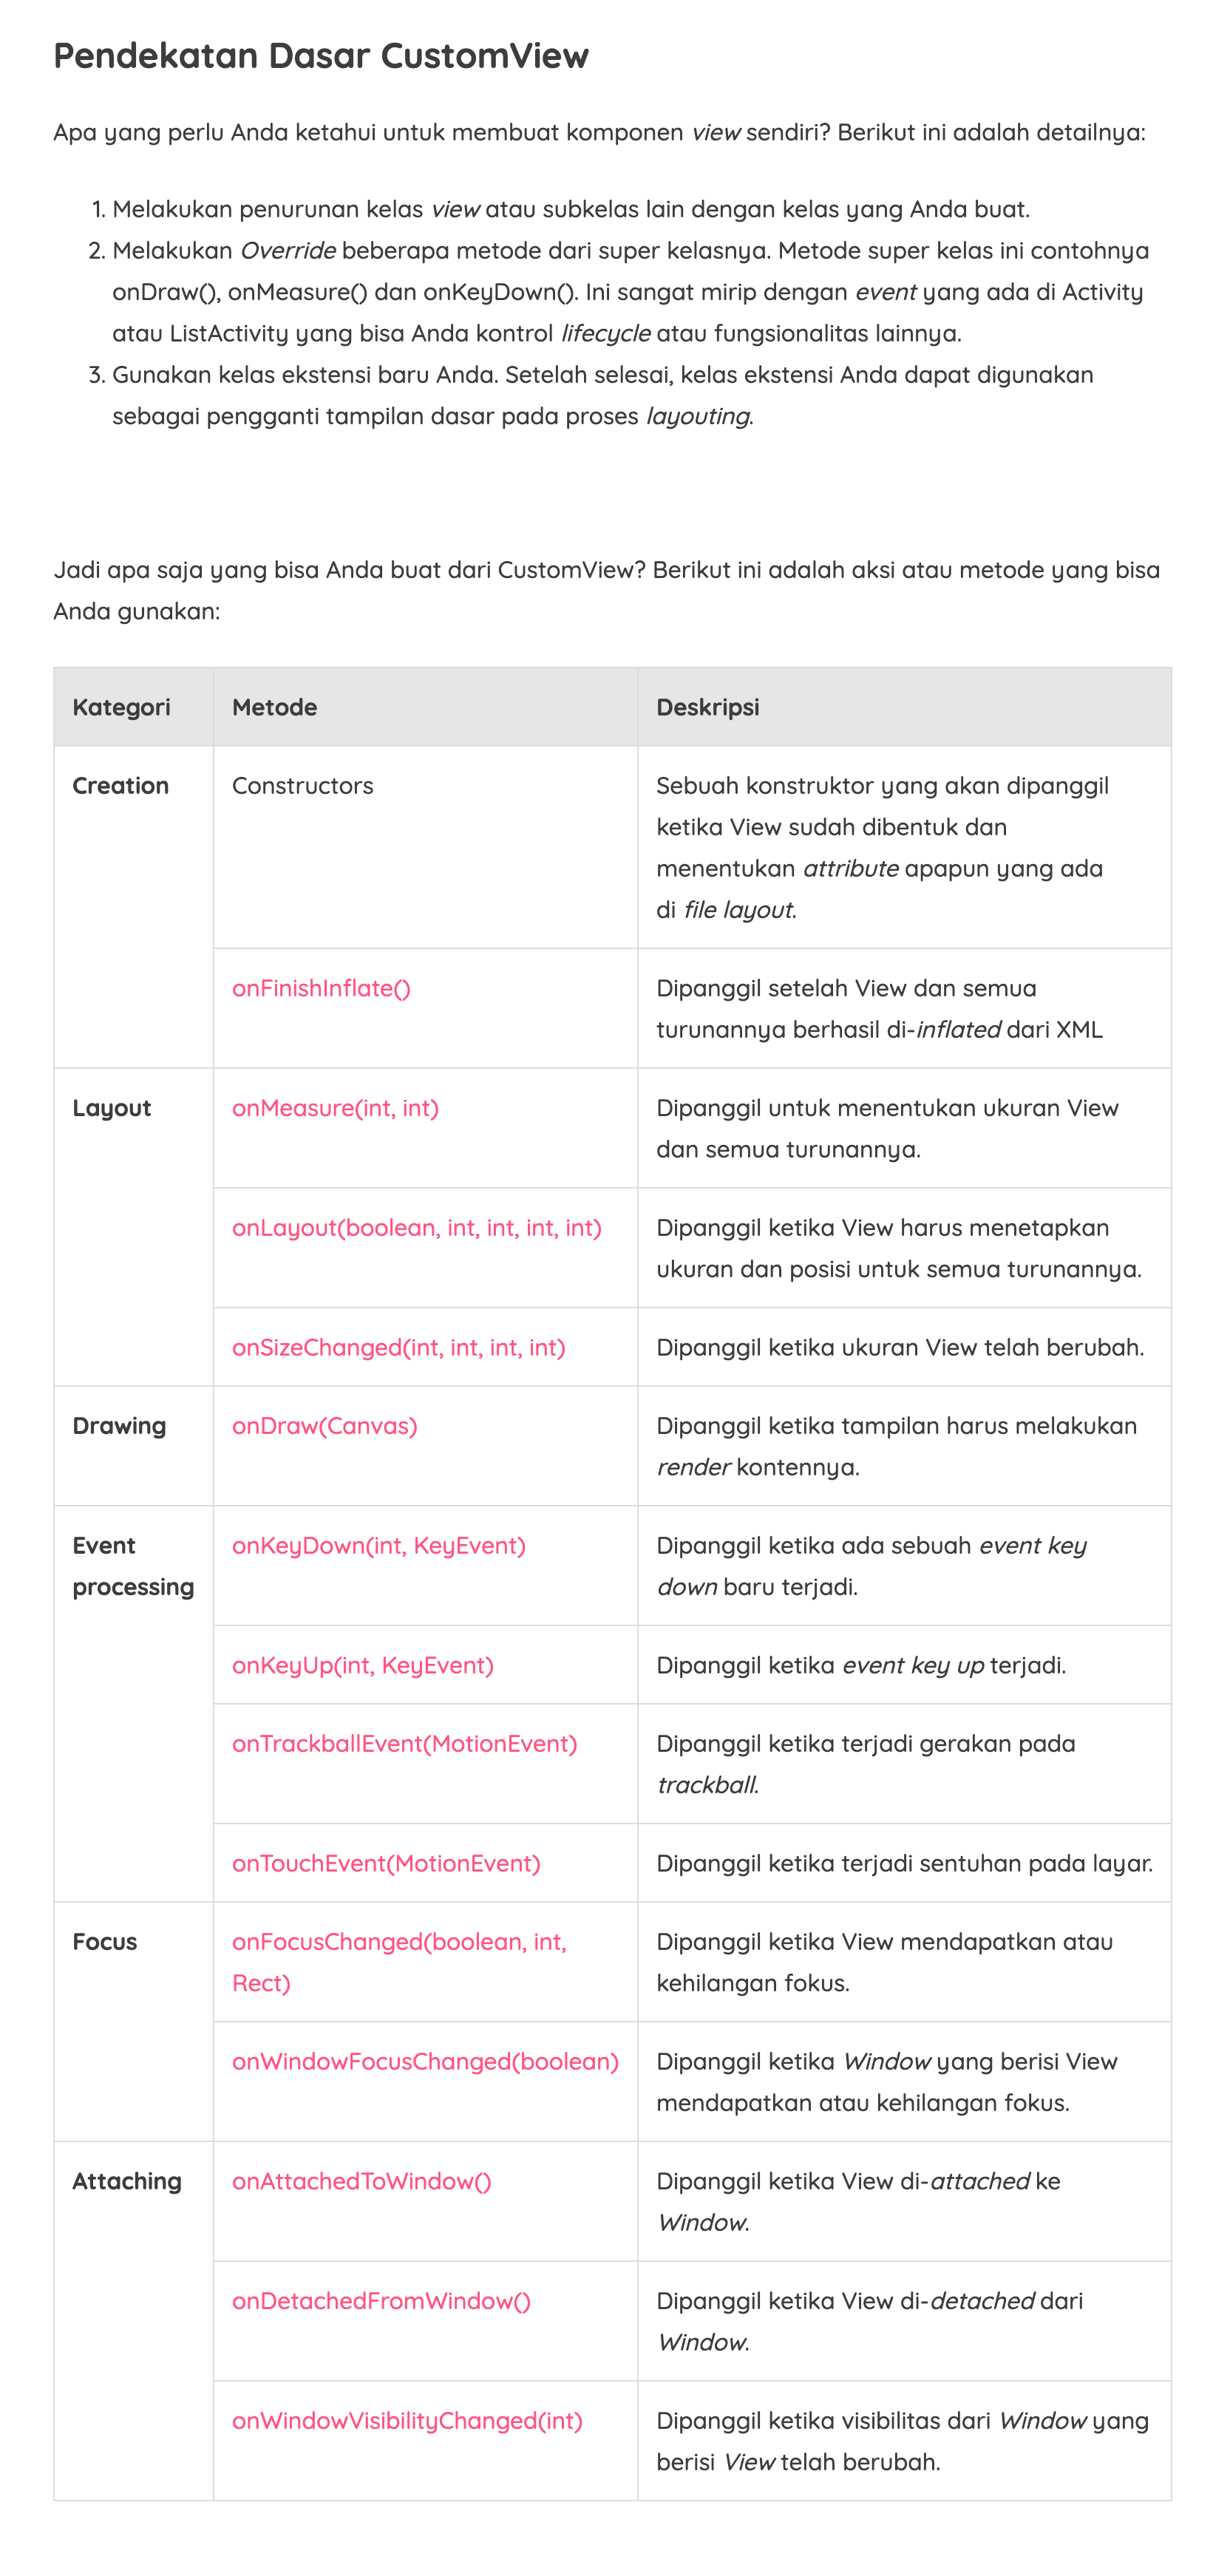 Pendekatan Dasar CustomView
Apa yang perlu Anda ketahui untuk membuat komponen view sendiri? Berikut ini adalah detailnya:
1. Melakukan penurunan kelas view atau subkelas lain dengan kelas yang Anda buat.
2. Melakukan Override beberapa metode dari super kelasnya. Metode super kelas ini contohnya
onDraw(), onMeasure() dan onKeyDown(). Ini sangat mirip dengan event yang ada di Activity
atau ListActivity yang bisa Anda kontrol lifecycle atau fungsionalitas lainnya.
3. Gunakan kelas ekstensi baru Anda. Setelah selesai, kelas ekstensi Anda dapat digunakan
sebagai pengganti tampilan dasar pada proses layouting.
Jadi apa saja yang bisa Anda buat dari CustomView? Berikut ini adalah aksi atau metode yang bisa
Anda gunakan:
Kategori Metode Deskripsi
Creation Constructors Sebuah konstruktor yang akan dipanggil
ketika View sudah dibentuk dan
menentukan attribute apapun yang ada
di file layout.
onFinishInflate() Dipanggil setelah View dan semua
turunannya berhasil di-inflated dari XML
Layout onMeasure(int, int) Dipanggil untuk menentukan ukuran View
dan semua turunannya.
onLayout(boolean, int, int, int, int) Dipanggil ketika View harus menetapkan
ukuran dan posisi untuk semua turunannya.
onSizeChanged(int, int, int, int) Dipanggil ketika ukuran View telah berubah.
Drawing onDraw(Canvas) Dipanggil ketika tampilan harus melakukan
render kontennya.
Event onKeyDown(int, KeyEvent) Dipanggil ketika ada sebuah event key
processing down baru terjadi.
onKeyUp(int, KeyEvent) Dipanggil ketika event key up terjadi.
onTrackballEvent(MotionEvent) Dipanggil ketika terjadi gerakan pada
trackball.
onTouchEvent(MotionEvent) Dipanggil ketika terjadi sentuhan pada layar.
Focus onFocusChanged(boolean, int, Dipanggil ketika View mendapatkan atau
Rect) kehilangan fokus.
onWindowFocusChanged(boolean) Dipanggil ketika Window yang berisi View
mendapatkan atau kehilangan fokus.
Attaching onAttachedToWindow() Dipanggil ketika View di-attached ke
Window.
onDetachedFromWindow() Dipanggil ketika View di-detached dari
Window.
onWindowVisibilityChanged(int) Dipanggil ketika visibilitas dari Window yang
berisi View telah berubah.